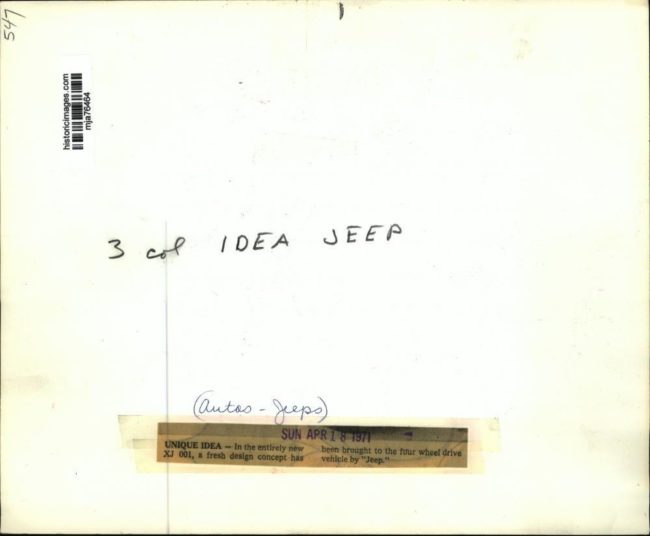 547
historicimages.com
mja76464
3 col IDEA JEEP
(Autos - Jeeps)
SUN APR 18 1971
UNIQUE IDEA — In the entirely new
XJ 001, a fresh design concept has
been brought to the four wheel drive
vehicle by "Jeep."